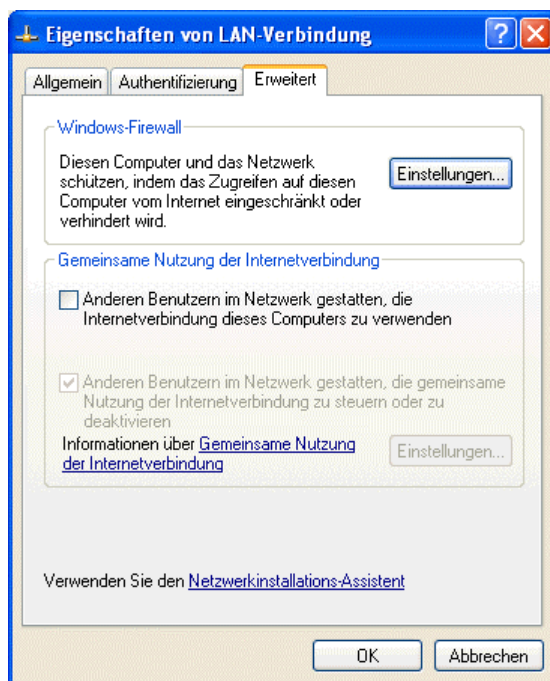 Eigenschaften von LAN-Verbindung
Allgemein
Authentifizierung
Erweitert
Windows-Firewall
Diesen Computer und das Netzwerk
schützen, indem das Zugreifen auf diesen
Computer vom Internet eingeschränkt oder
verhindert wird.
Einstellungen...
Gemeinsame Nutzung der Internetverbindung
Anderen Benutzern im Netzwerk gestatten, die
Internetverbindung dieses Computers zu verwenden
Anderen Benutzern im Netzwerk gestatten, die gemeinsame
Nutzung der Internetverbindung zu steuern oder zu
deaktivieren
Informationen über Gemeinsame Nutzung
der Internetverbindung
Einstellungen...
Verwenden Sie den Netzwerkinstallations-Assistent
OK
Abbrechen